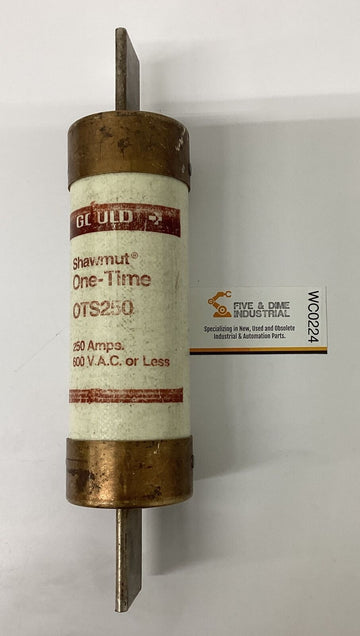 GOULD
Shawmut®
One-Time
OTS250
250 Amps.
600 V.A.C. or Less
FIVE & DIME
INDUSTRIAL
Specializing in New, Used and Obsolete
Industrial & Automation Parts.
WC0224